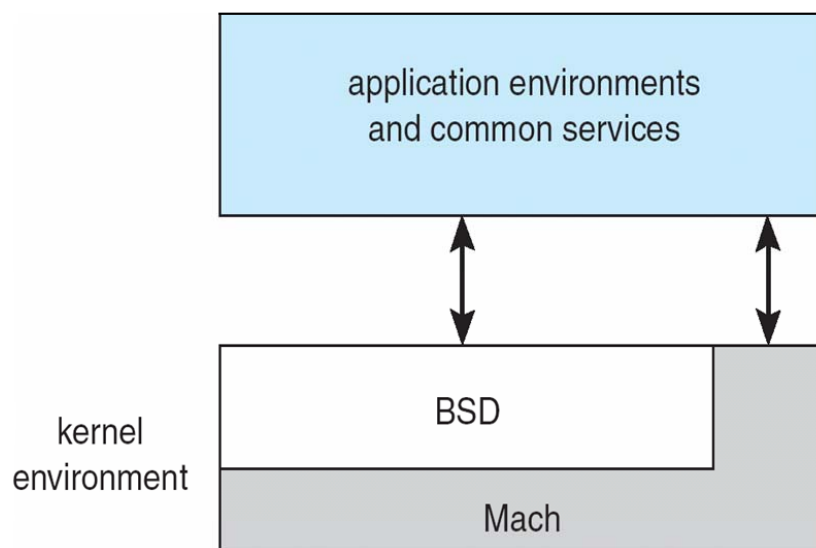 application environments
and common services
BSD
kernel
environment
Mach